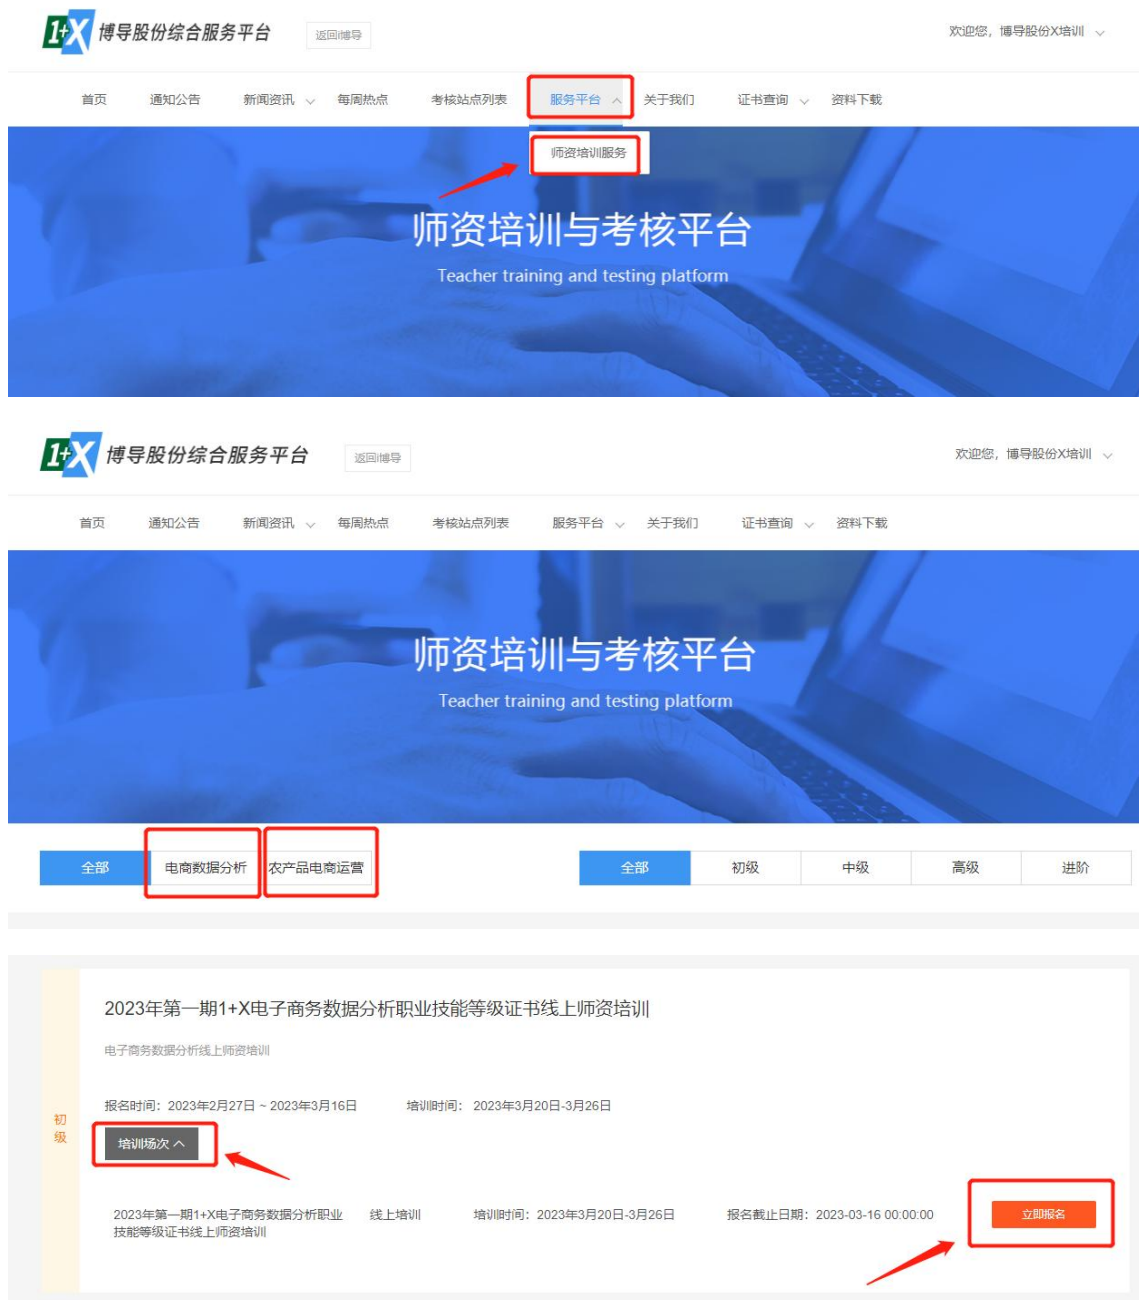 1+X 博导股份综合服务平台 返回i博导 欢迎您，博导股份X培训
首页 通知公告 新闻资讯 每周热点 考核站点列表 服务平台 关于我们 证书查询 资料下载
师资培训服务
师资培训与考核平台
Teacher training and testing platform
1+X 博导股份综合服务平台 返回i博导 欢迎您，博导股份X培训
首页 通知公告 新闻资讯 每周热点 考核站点列表 服务平台 关于我们 证书查询 资料下载
师资培训与考核平台
Teacher training and testing platform
全部 电商数据分析 农产品电商运营 全部 初级 中级 高级 进阶
2023年第一期1+X电子商务数据分析职业技能等级证书线上师资培训
电子商务数据分析线上师资培训
报名时间：2023年2月27日 ~ 2023年3月16日 培训时间： 2023年3月20日-3月26日
初级
培训场次
2023年第一期1+X电子商务数据分析职业 线上培训 培训时间：2023年3月20日-3月26日 报名截止日期：2023-03-16 00:00:00 立即报名
技能等级证书线上师资培训